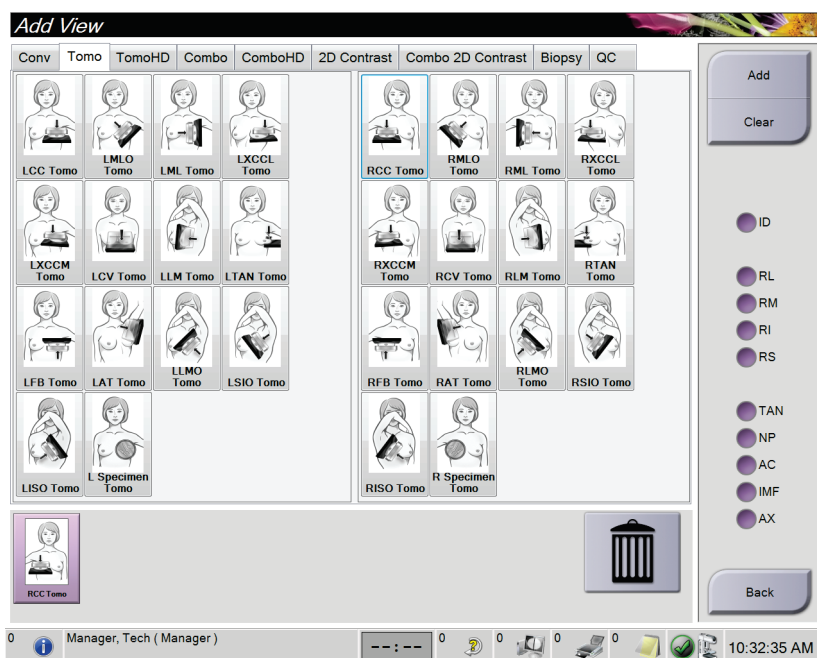 Add View
Conv Tomo TomoHD Combo ComboHD 2D Contrast Combo 2D Contrast Biopsy QC
LCC Tomo
LMLO
Tomo
LML Tomo
LXCCL
Tomo
RCC Tomo
RMLO
Tomo
RML Tomo
RXCCL
Tomo
LXCCM
Tomo
LCV Tomo
LLM Tomo
LTAN Tomo
RXCCM
Tomo
RCV Tomo
RLM Tomo
RTAN
Tomo
LFB Tomo
LAT Tomo
LLMO
Tomo
LSIO Tomo
RFB Tomo
RAT Tomo
RLMO
Tomo
RSIO Tomo
LISO Tomo
L Specimen
Tomo
RISO Tomo
R Specimen
Tomo
RCC Tomo
Add
Clear
ID
RL
RM
RI
RS
TAN
NP
AC
IMF
AX
Back
0 i Manager, Tech ( Manager ) --:-- 0 ? 0 0 0 10:32:35 AM